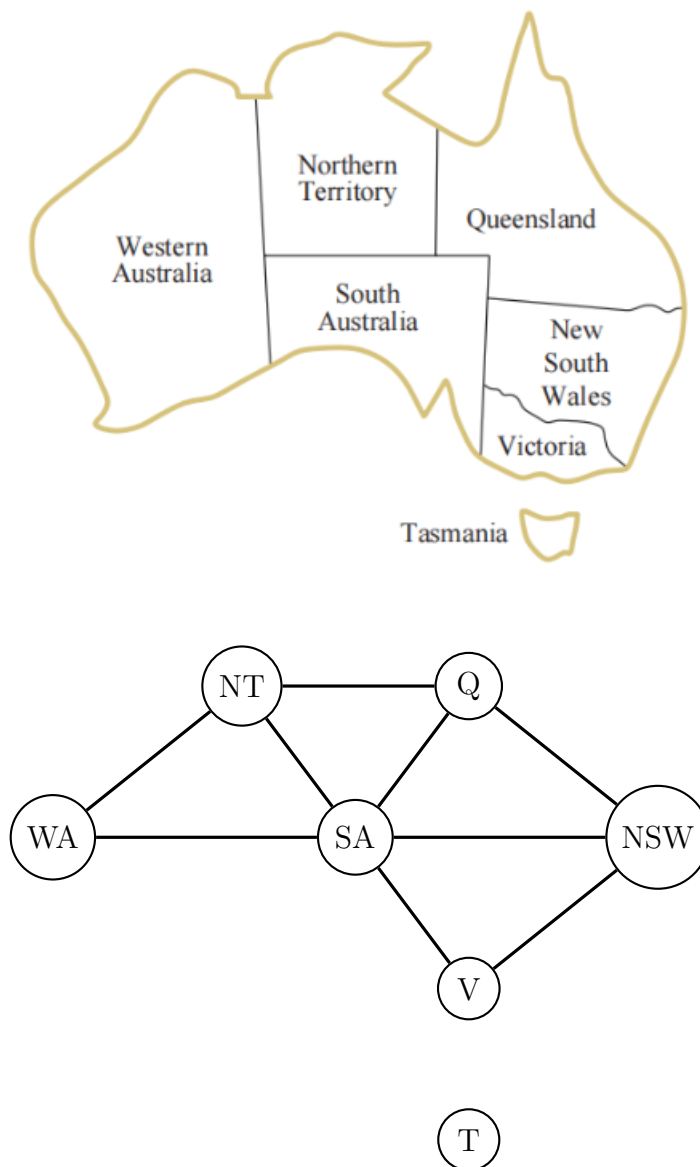 Northern
Territory
Queensland
Western
Australia
South
Australia
New
South
Wales
Victoria
Tasmania
NT
Q
WA
SA
NSW
V
T